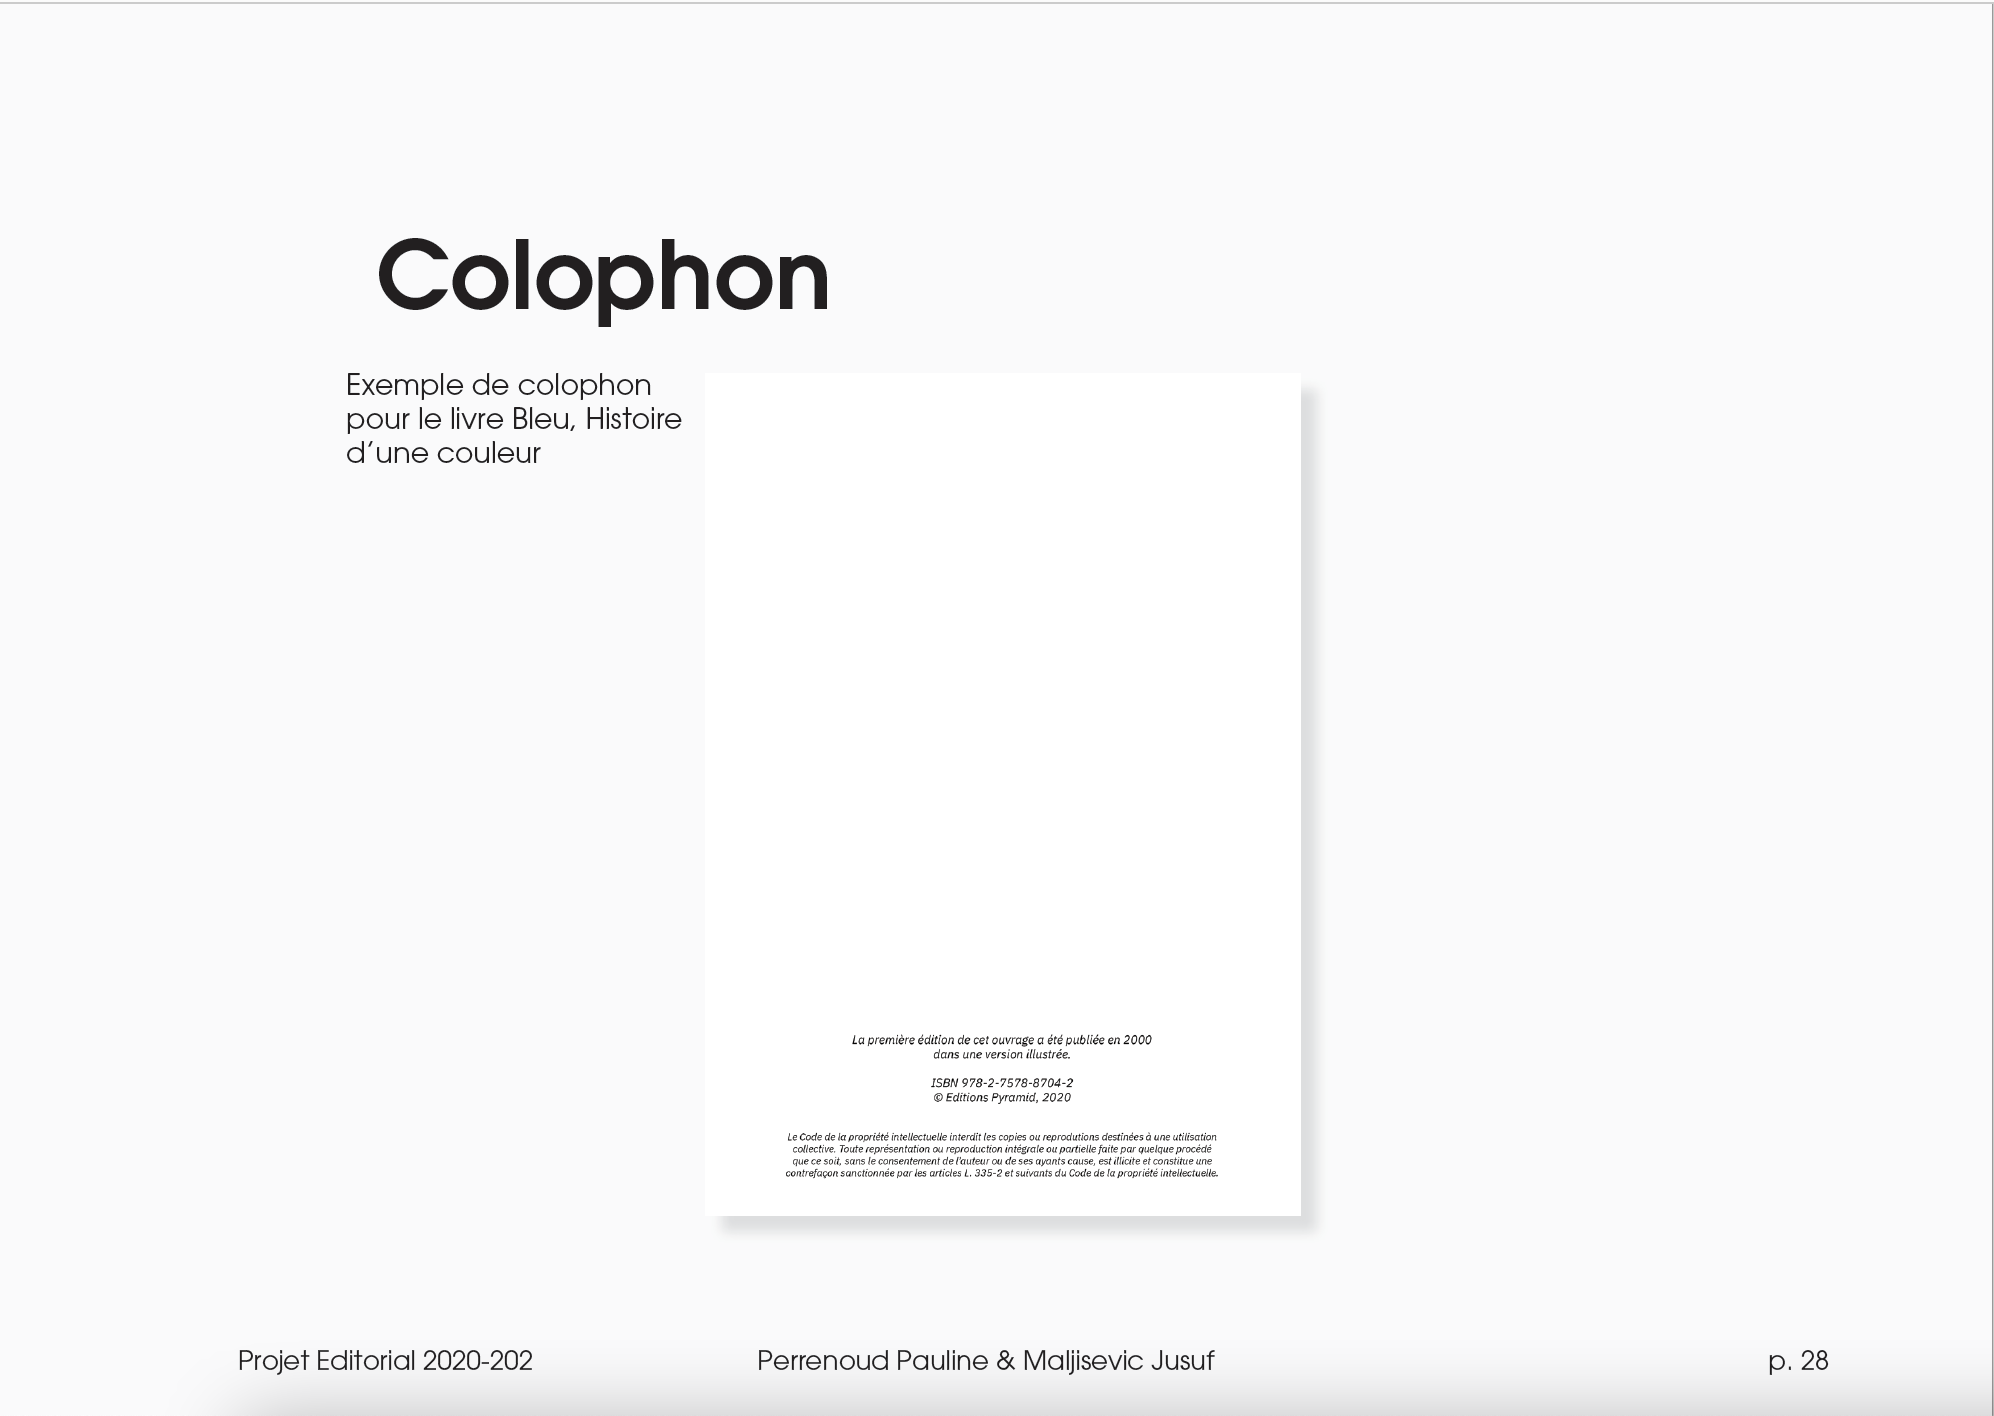 Colophon
Exemple de colophon
pour le livre Bleu, Histoire
d’une couleur
La première édition de cet ouvrage a été publiée en 2000
dans une version illustrée.
ISBN 978-2-7578-8704-2
© Editions Pyramid, 2020
Le Code de la propriété intellectuelle interdit les copies ou reprodutions destinées à une utilisation
collective. Toute représentation ou reproduction intégrale ou partielle faite par quelque procédé
que ce soit, sans le consentement de l’auteur ou de ses ayants cause, est illicite et constitue une
contrefaçon sanctionnée par les articles L. 335-2 et suivants du Code de la propriété intellectuelle.
Projet Editorial 2020-202
Perrenoud Pauline & Maljisevic Jusuf
p. 28